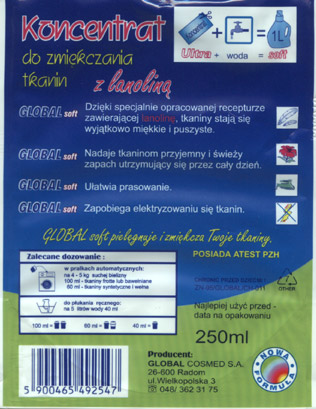 Koncentrat
do zmiękczania
tkanin
z lanoliną
Ultra + woda = soft
1L
GLOBAL soft
Dzięki specjalnie opracowanej recepturze
zawierającej lanolinę, tkaniny stają się
wyjątkowo miękkie i puszyste.
GLOBAL soft
Nadaje tkaninom przyjemny i świeży
zapach utrzymujący się przez cały dzień.
GLOBAL soft
Ułatwia prasowanie.
GLOBAL soft
Zapobiega elektryzowaniu się tkanin.
GLOBAL soft pielęgnuje i zmiękcza Twoje tkaniny.
Zalecane dozowanie :
w pralkach automatycznych:
na 4 - 5 kg suchej bielizny
100 ml - tkaniny frotte lub bawełniane
60 ml - tkaniny syntetyczne i wełna
do płukania ręcznego:
na 5 litrów wody 40 ml
100 ml =
60 ml =
40 ml =
POSIADA ATEST PZH
OTHER
Najlepiej użyć przed -
data na opakowaniu
250ml
5 900465 492547
Producent:
GLOBAL COSMED S.A.
26-600 Radom
ul.Wielkopolska 3
048/ 362 31 75
NOWA
FORMUŁA